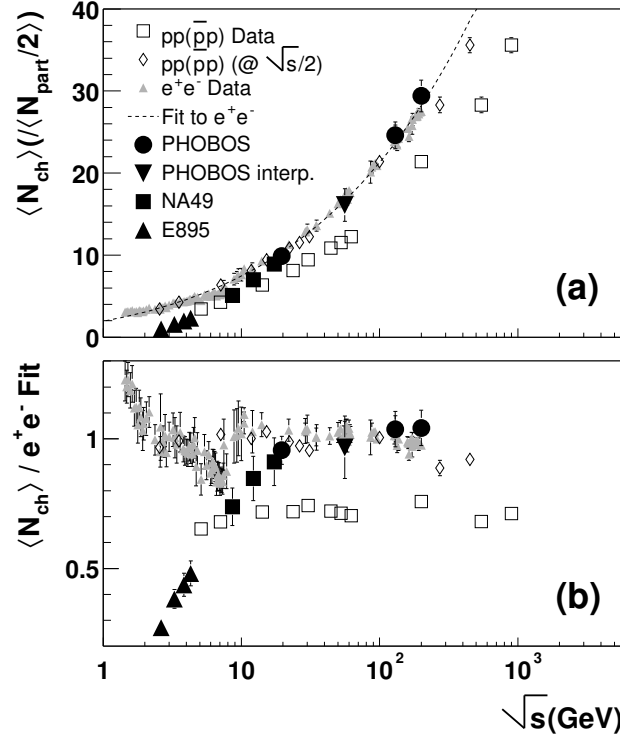 ⟨N_ch⟩(/⟨N_part/2⟩)
40
30
20
10
0
pp(p̅p) Data
pp(p̅p) (@ √s/2)
e⁺e⁻ Data
Fit to e⁺e⁻
PHOBOS
PHOBOS interp.
NA49
E895
(a)
⟨N_ch⟩ / e⁺e⁻ Fit
1
0.5
(b)
1 10 10² 10³
√s(GeV)